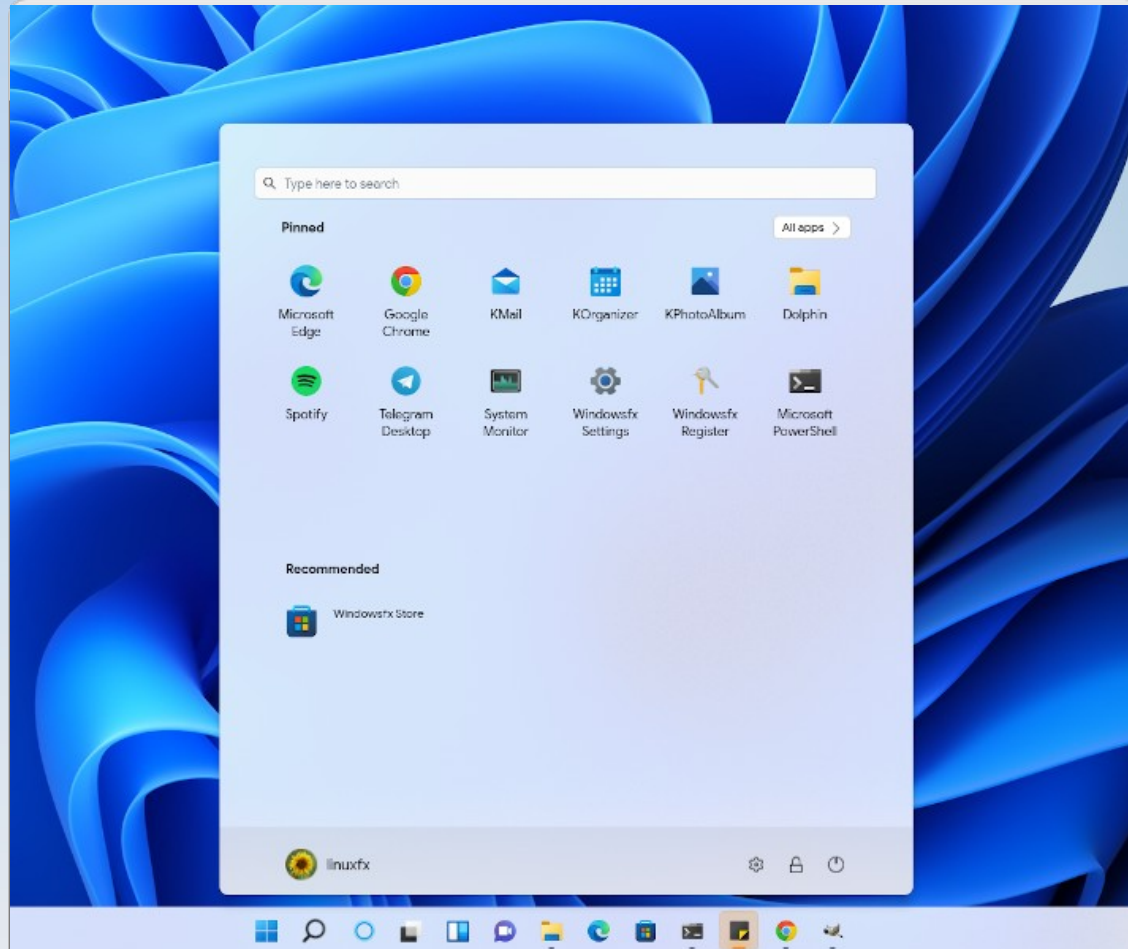 Type here to search
Pinned
All apps
Microsoft Edge
Google Chrome
KMail
KOrganizer
KPhotoAlbum
Dolphin
Spotify
Telegram Desktop
System Monitor
Windowsfx Settings
Windowsfx Register
Microsoft PowerShell
Recommended
Windowsfx Store
linuxfx